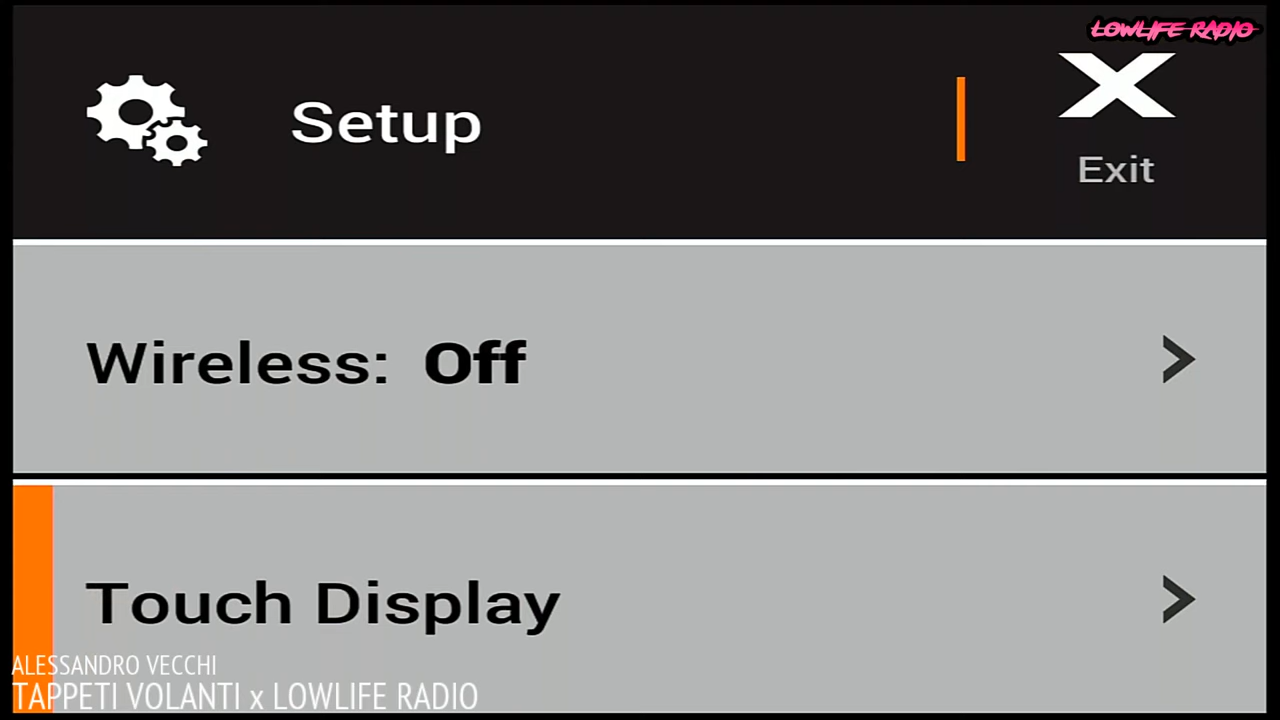 LOWLIFE RADIO
Setup
Exit
Wireless: Off
Touch Display
ALESSANDRO VECCHI
TAPPETI VOLANTI x LOWLIFE RADIO